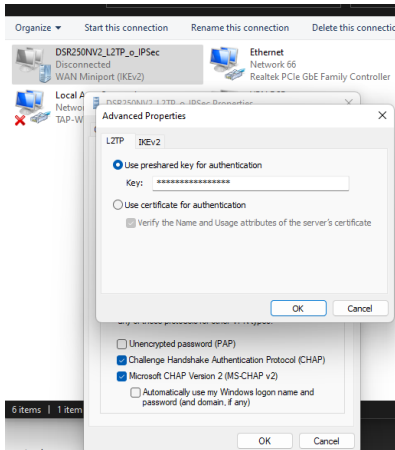 Organize Start this connection Rename this connection Delete this connectio
DSR250NV2_L2TP_o_IPSec
Disconnected
WAN Miniport (IKEv2)
Ethernet
Network 66
Realtek PCIe GbE Family Controller
Local A
Netwo
TAP-W
DSR250NV2_L2TP_o_IPSec Properties
Advanced Properties
L2TP IKEv2
Use preshared key for authentication
Key: ****************
Use certificate for authentication
Verify the Name and Usage attributes of the server's certificate
OK Cancel
Unencrypted password (PAP)
Challenge Handshake Authentication Protocol (CHAP)
Microsoft CHAP Version 2 (MS-CHAP v2)
Automatically use my Windows logon name and
password (and domain, if any)
6 items 1 item
OK Cancel